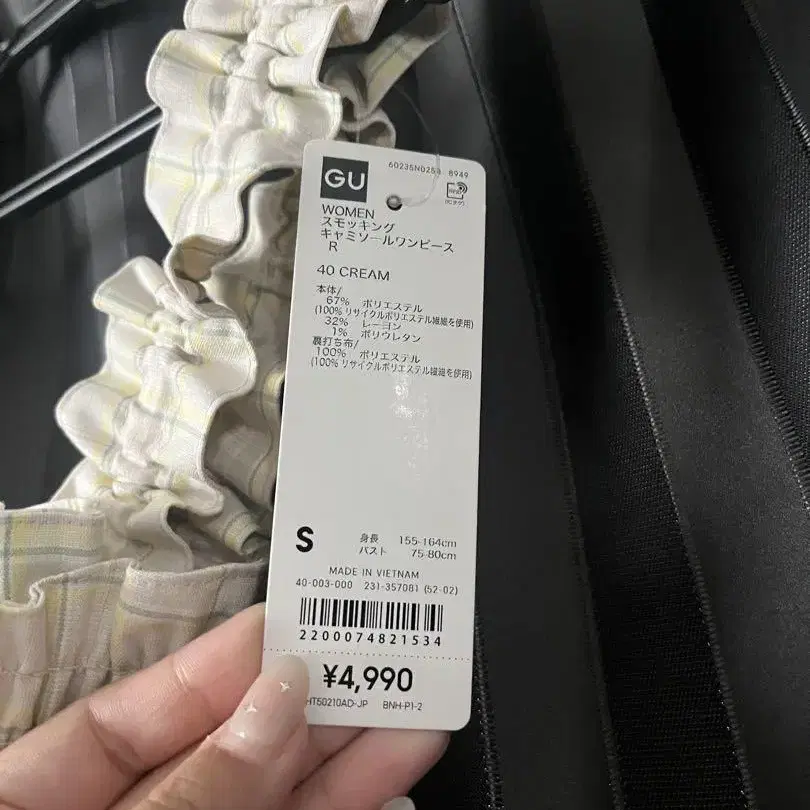 GU
60235N025a 8949
WOMEN
スモッキング
キャミソールワンピース
R
40 CREAM
本体/
67% ポリエステル
(100% リサイクルポリエステル繊維を使用)
32% レーヨン
1% ポリウレタン
裏打ち布/
100% ポリエステル
(100% リサイクルポリエステル繊維を使用)
S
身長 155-164cm
バスト 75-80cm
MADE IN VIETNAM
40-003-000 231-357081 (52-02)
2200074821534
¥4,990
HT50210AD-JP BNH-P1-2